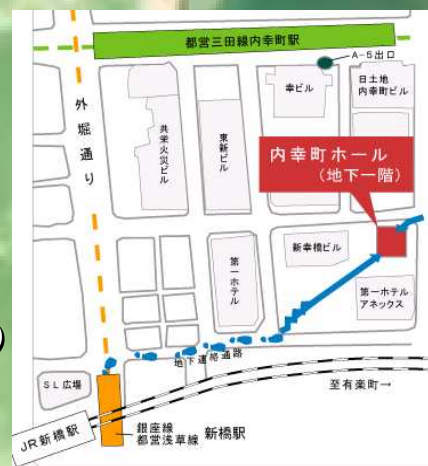 都営三田線内幸町駅
A-5出口
外堀通り
共栄火災ビル
東新ビル
幸ビル
日土地
内幸町ビル
内幸町ホール
(地下一階)
新幸橋ビル
第一ホテル
第一ホテル
アネックス
地下連絡通路
SL広場
至有楽町→
JR新橋駅
銀座線
都営浅草線
新橋駅
)